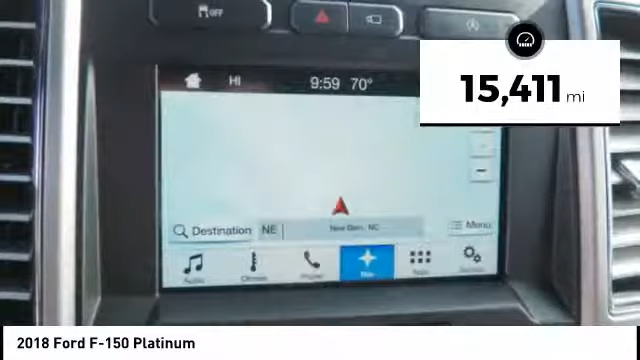 OFF
15,411 mi
HI 9:59 70°
Destination NE New Bern, NC Menu
Audio Climate Phone Nav Apps Settings
2018 Ford F-150 Platinum